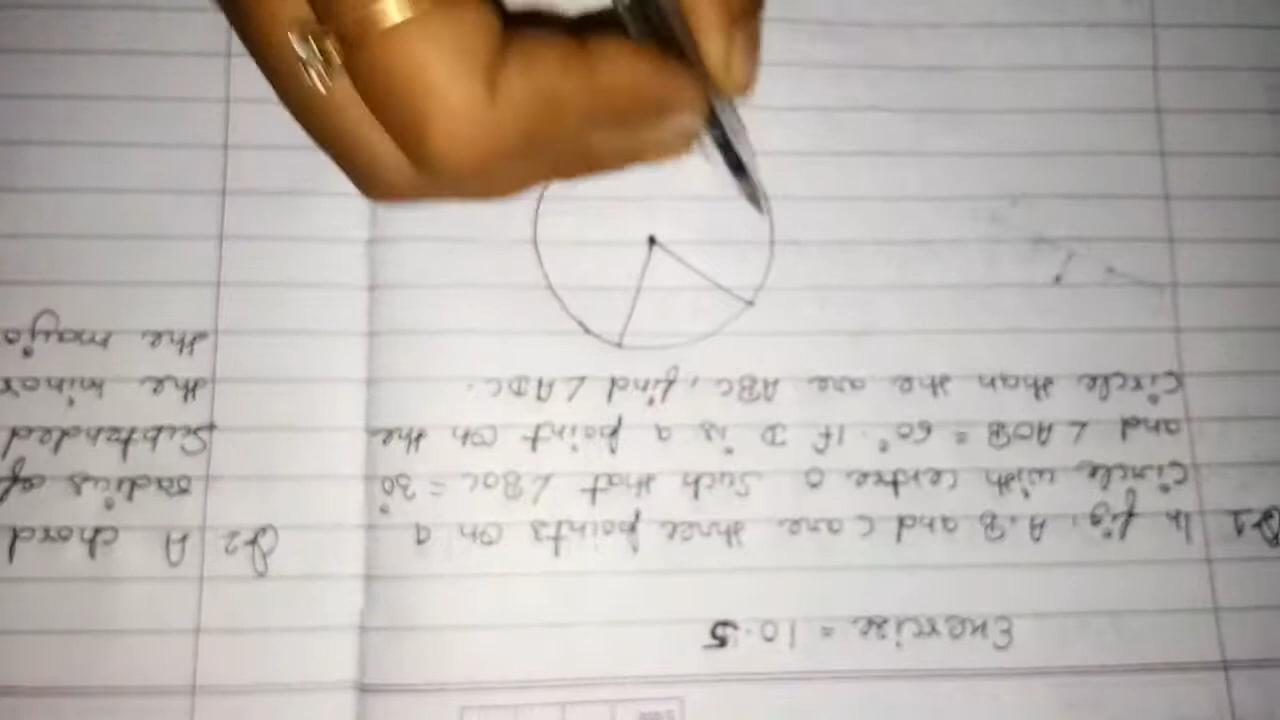 Exercise = 10.5
Q1 In fig. A.B and C are three points on a
circle with centre O such that ∠BOC = 30°
and ∠AOB = 60°. If D is a point on the
circle than the are ABC, find ∠ADC.
Q2 A chord
radius of
Subtended
the minor
the majo